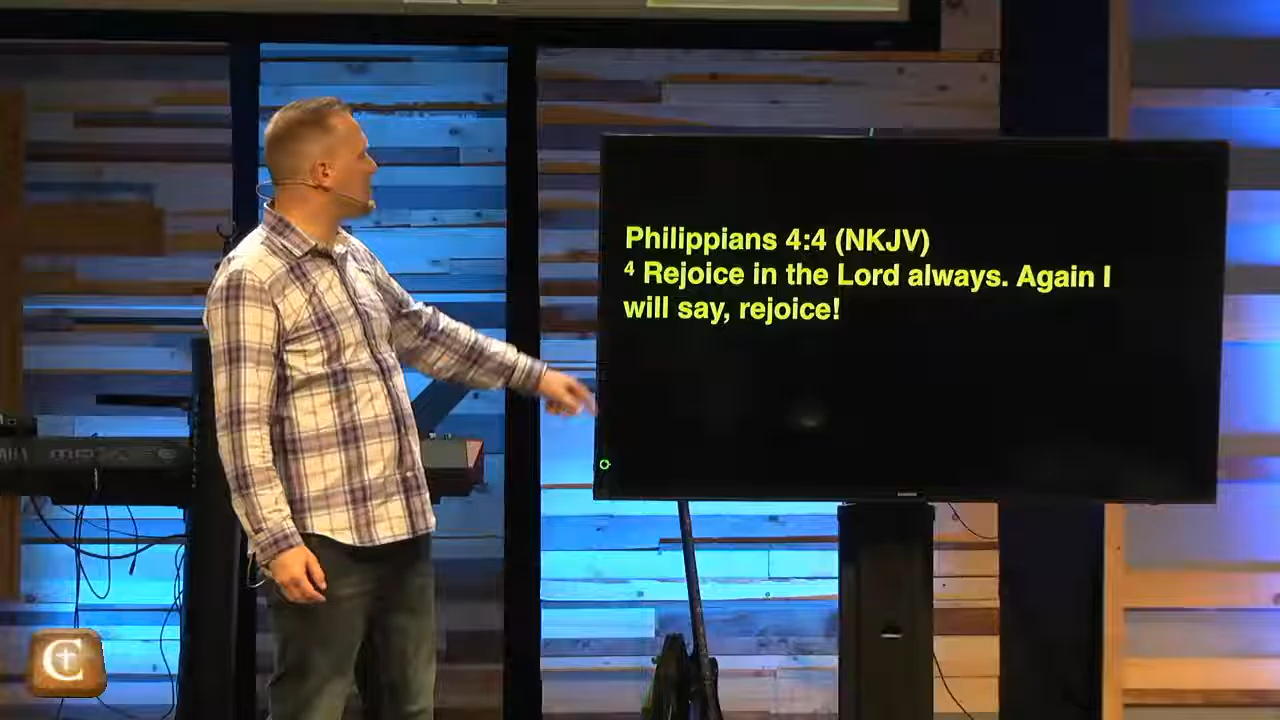 Philippians 4:4 (NKJV)
4 Rejoice in the Lord always. Again I
will say, rejoice!